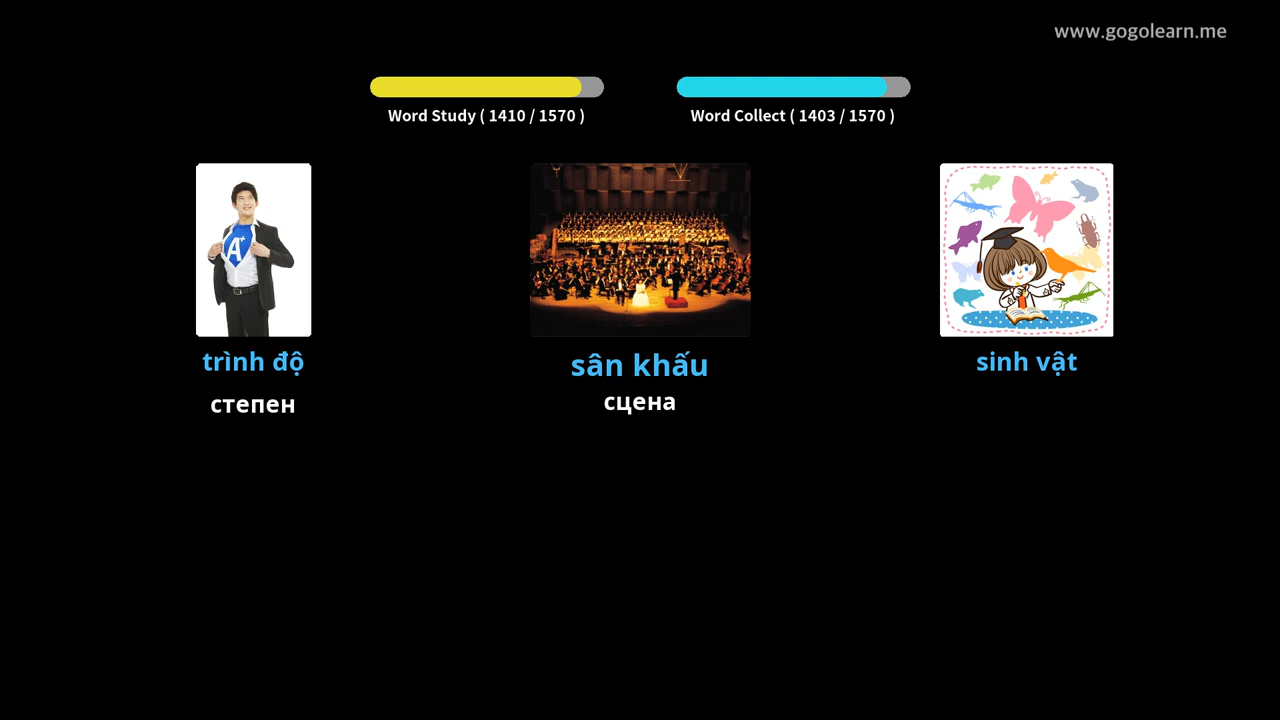 www.gogolearn.me
Word Study ( 1410 / 1570 )
Word Collect ( 1403 / 1570 )
A+
trình độ
sân khấu
sinh vật
степен
сцена